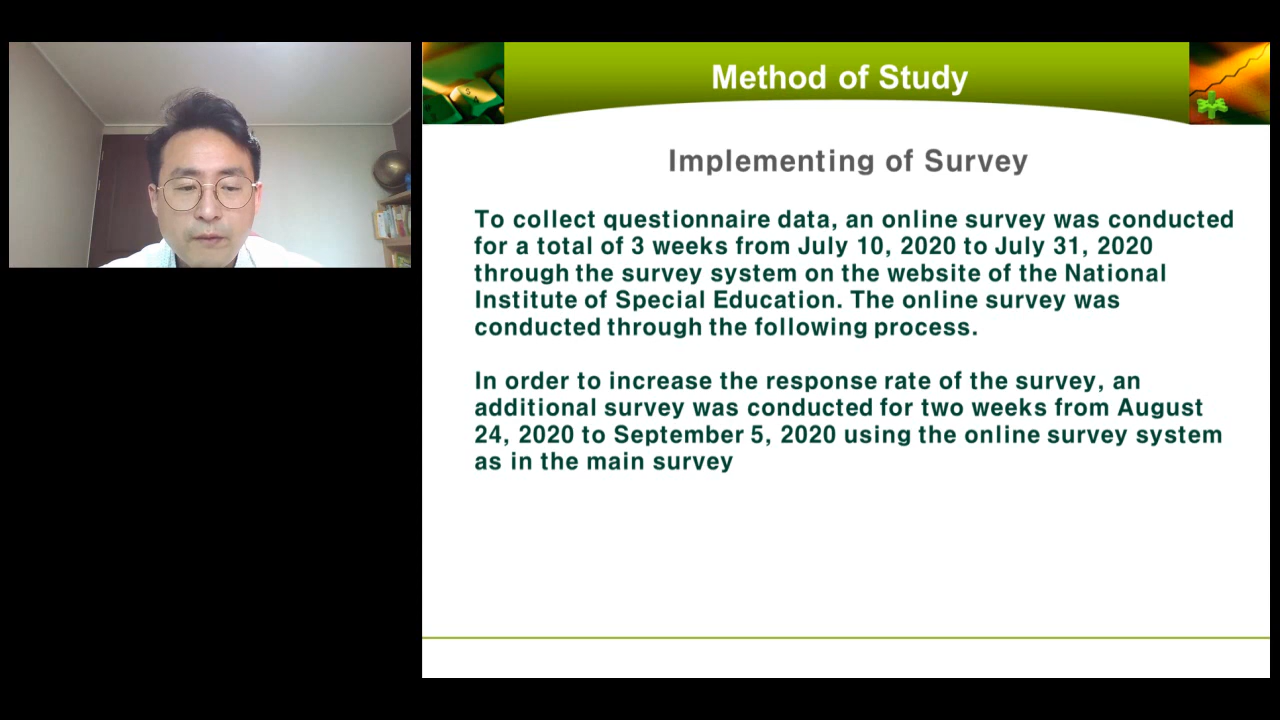 Method of Study
Implementing of Survey
To collect questionnaire data, an online survey was conducted
for a total of 3 weeks from July 10, 2020 to July 31, 2020
through the survey system on the website of the National
Institute of Special Education. The online survey was
conducted through the following process.
In order to increase the response rate of the survey, an
additional survey was conducted for two weeks from August
24, 2020 to September 5, 2020 using the online survey system
as in the main survey